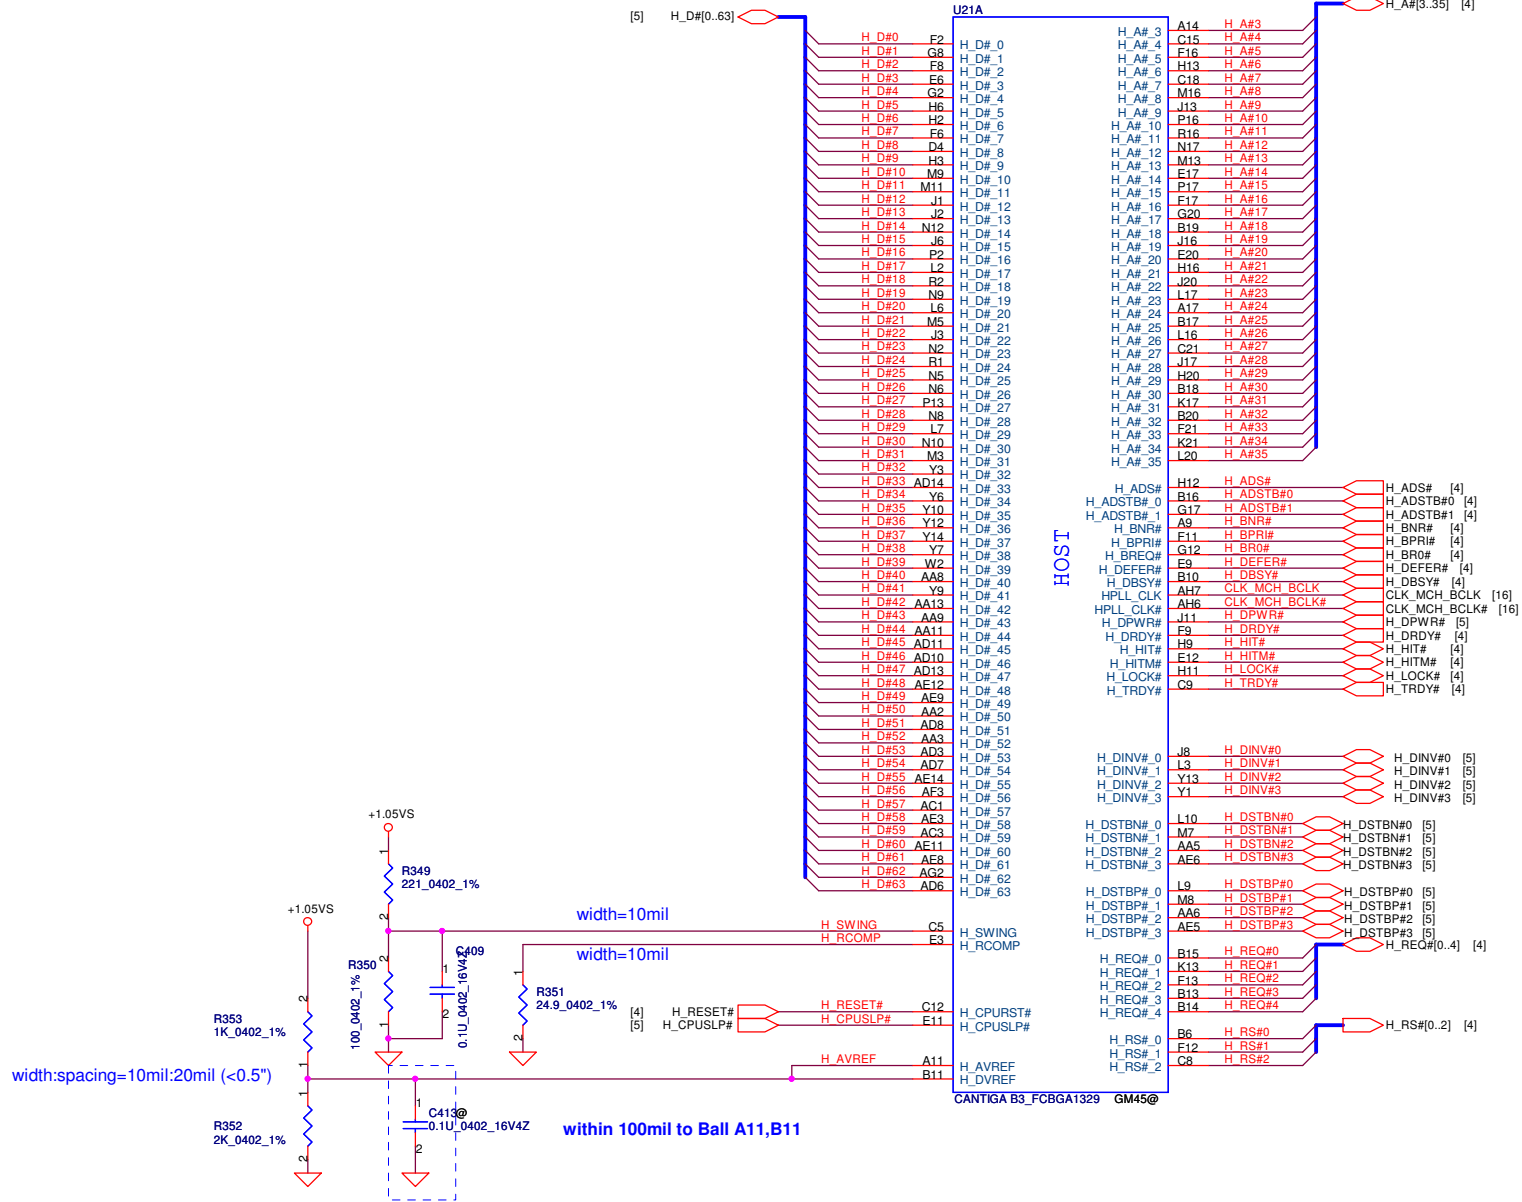 U21A
[5] H_D#[0..63]
H_A#[3..35] [4]
H_D#0 F2 H_D#_0
H_D#1 G8 H_D#_1
H_D#2 F8 H_D#_2
H_D#3 E6 H_D#_3
H_D#4 G2 H_D#_4
H_D#5 H6 H_D#_5
H_D#6 H2 H_D#_6
H_D#7 F6 H_D#_7
H_D#8 D4 H_D#_8
H_D#9 H3 H_D#_9
H_D#10 M9 H_D#_10
H_D#11 M11 H_D#_11
H_D#12 J1 H_D#_12
H_D#13 J2 H_D#_13
H_D#14 N12 H_D#_14
H_D#15 J6 H_D#_15
H_D#16 P2 H_D#_16
H_D#17 L2 H_D#_17
H_D#18 R2 H_D#_18
H_D#19 N9 H_D#_19
H_D#20 L6 H_D#_20
H_D#21 M5 H_D#_21
H_D#22 J3 H_D#_22
H_D#23 N2 H_D#_23
H_D#24 R1 H_D#_24
H_D#25 N5 H_D#_25
H_D#26 N6 H_D#_26
H_D#27 P13 H_D#_27
H_D#28 N8 H_D#_28
H_D#29 L7 H_D#_29
H_D#30 N10 H_D#_30
H_D#31 M3 H_D#_31
H_D#32 Y3 H_D#_32
H_D#33 AD14 H_D#_33
H_D#34 Y6 H_D#_34
H_D#35 Y10 H_D#_35
H_D#36 Y12 H_D#_36
H_D#37 Y14 H_D#_37
H_D#38 Y7 H_D#_38
H_D#39 W2 H_D#_39
H_D#40 AA8 H_D#_40
H_D#41 Y9 H_D#_41
H_D#42 AA13 H_D#_42
H_D#43 AA9 H_D#_43
H_D#44 AA11 H_D#_44
H_D#45 AD11 H_D#_45
H_D#46 AD10 H_D#_46
H_D#47 AD13 H_D#_47
H_D#48 AE12 H_D#_48
H_D#49 AE9 H_D#_49
H_D#50 AA2 H_D#_50
H_D#51 AD8 H_D#_51
H_D#52 AA3 H_D#_52
H_D#53 AD3 H_D#_53
H_D#54 AD7 H_D#_54
H_D#55 AE14 H_D#_55
H_D#56 AF3 H_D#_56
H_D#57 AC1 H_D#_57
H_D#58 AE3 H_D#_58
H_D#59 AC3 H_D#_59
H_D#60 AE11 H_D#_60
H_D#61 AE8 H_D#_61
H_D#62 AG2 H_D#_62
H_D#63 AD6 H_D#_63
H_A#_3 A14 H_A#3
H_A#_4 C15 H_A#4
H_A#_5 F16 H_A#5
H_A#_6 H13 H_A#6
H_A#_7 C18 H_A#7
H_A#_8 M16 H_A#8
H_A#_9 J13 H_A#9
H_A#_10 P16 H_A#10
H_A#_11 R16 H_A#11
H_A#_12 N17 H_A#12
H_A#_13 M13 H_A#13
H_A#_14 E17 H_A#14
H_A#_15 P17 H_A#15
H_A#_16 F17 H_A#16
H_A#_17 G20 H_A#17
H_A#_18 B19 H_A#18
H_A#_19 J16 H_A#19
H_A#_20 E20 H_A#20
H_A#_21 H16 H_A#21
H_A#_22 J20 H_A#22
H_A#_23 L17 H_A#23
H_A#_24 A17 H_A#24
H_A#_25 B17 H_A#25
H_A#_26 L16 H_A#26
H_A#_27 C21 H_A#27
H_A#_28 J17 H_A#28
H_A#_29 H20 H_A#29
H_A#_30 B18 H_A#30
H_A#_31 K17 H_A#31
H_A#_32 B20 H_A#32
H_A#_33 F21 H_A#33
H_A#_34 K21 H_A#34
H_A#_35 L20 H_A#35
HOST
H_ADS# H12 H_ADS# H_ADS# [4]
H_ADSTB#_0 B16 H_ADSTB#0 H_ADSTB#0 [4]
H_ADSTB#_1 G17 H_ADSTB#1 H_ADSTB#1 [4]
H_BNR# A9 H_BNR# H_BNR# [4]
H_BPRI# F11 H_BPRI# H_BPRI# [4]
H_BREQ# G12 H_BR0# H_BR0# [4]
H_DEFER# E9 H_DEFER# H_DEFER# [4]
H_DBSY# B10 H_DBSY# H_DBSY# [4]
HPLL_CLK AH7 CLK_MCH_BCLK CLK_MCH_BCLK [16]
HPLL_CLK# AH6 CLK_MCH_BCLK# CLK_MCH_BCLK# [16]
H_DPWR# J11 H_DPWR# H_DPWR# [5]
H_DRDY# F9 H_DRDY# H_DRDY# [4]
H_HIT# H9 H_HIT# H_HIT# [4]
H_HITM# E12 H_HITM# H_HITM# [4]
H_LOCK# H11 H_LOCK# H_LOCK# [4]
H_TRDY# C9 H_TRDY# H_TRDY# [4]
H_DINV#_0 J8 H_DINV#0 H_DINV#0 [5]
H_DINV#_1 L3 H_DINV#1 H_DINV#1 [5]
H_DINV#_2 Y13 H_DINV#2 H_DINV#2 [5]
H_DINV#_3 Y1 H_DINV#3 H_DINV#3 [5]
H_DSTBN#_0 L10 H_DSTBN#0 H_DSTBN#0 [5]
H_DSTBN#_1 M7 H_DSTBN#1 H_DSTBN#1 [5]
H_DSTBN#_2 AA5 H_DSTBN#2 H_DSTBN#2 [5]
H_DSTBN#_3 AE6 H_DSTBN#3 H_DSTBN#3 [5]
H_DSTBP#_0 L9 H_DSTBP#0 H_DSTBP#0 [5]
H_DSTBP#_1 M8 H_DSTBP#1 H_DSTBP#1 [5]
H_DSTBP#_2 AA6 H_DSTBP#2 H_DSTBP#2 [5]
H_DSTBP#_3 AE5 H_DSTBP#3 H_DSTBP#3 [5]
H_REQ#[0..4] [4]
H_REQ#_0 B15 H_REQ#0
H_REQ#_1 K13 H_REQ#1
H_REQ#_2 F13 H_REQ#2
H_REQ#_3 B13 H_REQ#3
H_REQ#_4 B14 H_REQ#4
H_RS#[0..2] [4]
H_RS#_0 B6 H_RS#0
H_RS#_1 F12 H_RS#1
H_RS#_2 C8 H_RS#2
+1.05VS
1
R349
221_0402_1%
2
width=10mil
H_SWING C5 H_SWING
H_RCOMP E3 H_RCOMP
width=10mil
2
R350
100_0402_1%
1
C409
1
0.1U_0402_16V4Z
2
1
R351
24.9_0402_1%
2
[4] H_RESET# H_RESET# C12 H_CPURST#
[5] H_CPUSLP# H_CPUSLP# E11 H_CPUSLP#
+1.05VS
2
R353
1K_0402_1%
1
width:spacing=10mil:20mil (<0.5")
H_AVREF A11 H_AVREF
B11 H_DVREF
1
R352
2K_0402_1%
2
1
C413@
0.1U_0402_16V4Z
2
within 100mil to Ball A11,B11
CANTIGA B3_FCBGA1329 GM45@